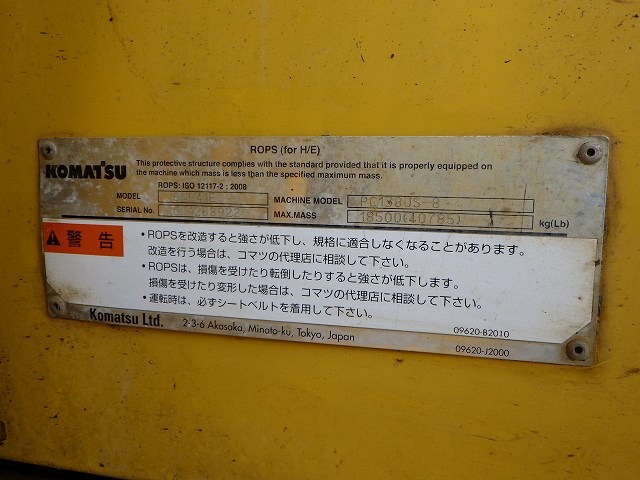 ROPS (for H/E)
KOMATSU
This protective structure complies with the standard provided that it is properly equipped on
the machine which mass is less than the specified maximum mass.
ROPS: ISO 12117-2 : 2008
MODEL
MACHINE MODEL PC138US-8
SERIAL No.
MAX.MASS 18500(40785) kg(Lb)
警告
•ROPSを改造すると強さが低下し、規格に適合しなくなることがあります。
改造を行う場合は、コマツの代理店に相談して下さい。
•ROPSは、損傷を受けたり転倒したりすると強さが低下します。
損傷を受けたり変形した場合は、コマツの代理店に相談して下さい。
•運転時は、必ずシートベルトを着用して下さい。
09620-B2010
Komatsu Ltd. 2-3-6 Akasaka, Minato-ku, Tokyo, Japan
09620-J2000